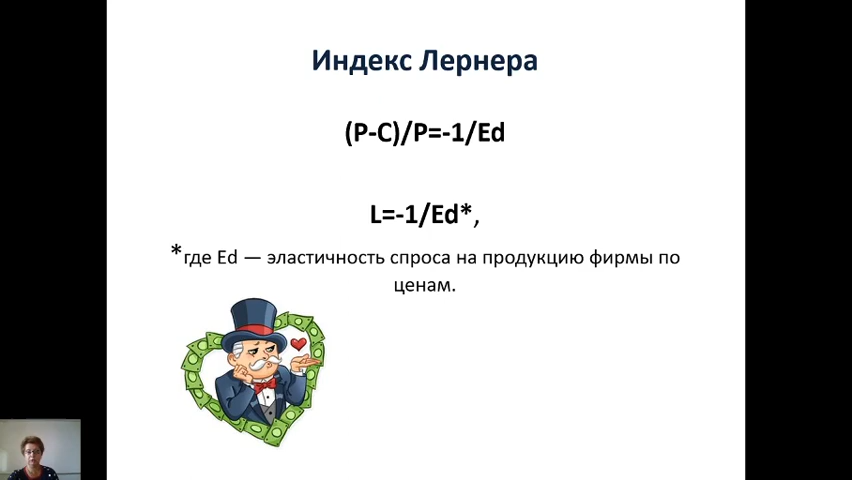 Индекс Лернера
(P-C)/P=-1/Ed
L=-1/Ed*,
*где Ed — эластичность спроса на продукцию фирмы по
ценам.